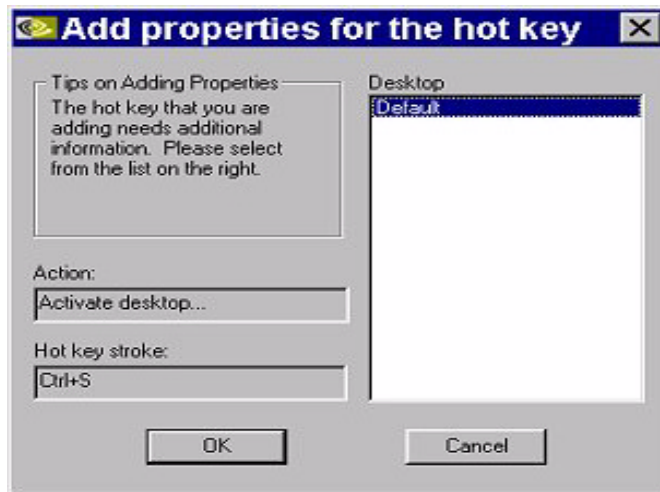 Add properties for the hot key
Tips on Adding Properties
The hot key that you are
adding needs additional
information. Please select
from the list on the right.
Desktop
Default
Action:
Activate desktop...
Hot key stroke:
Ctrl+S
OK
Cancel